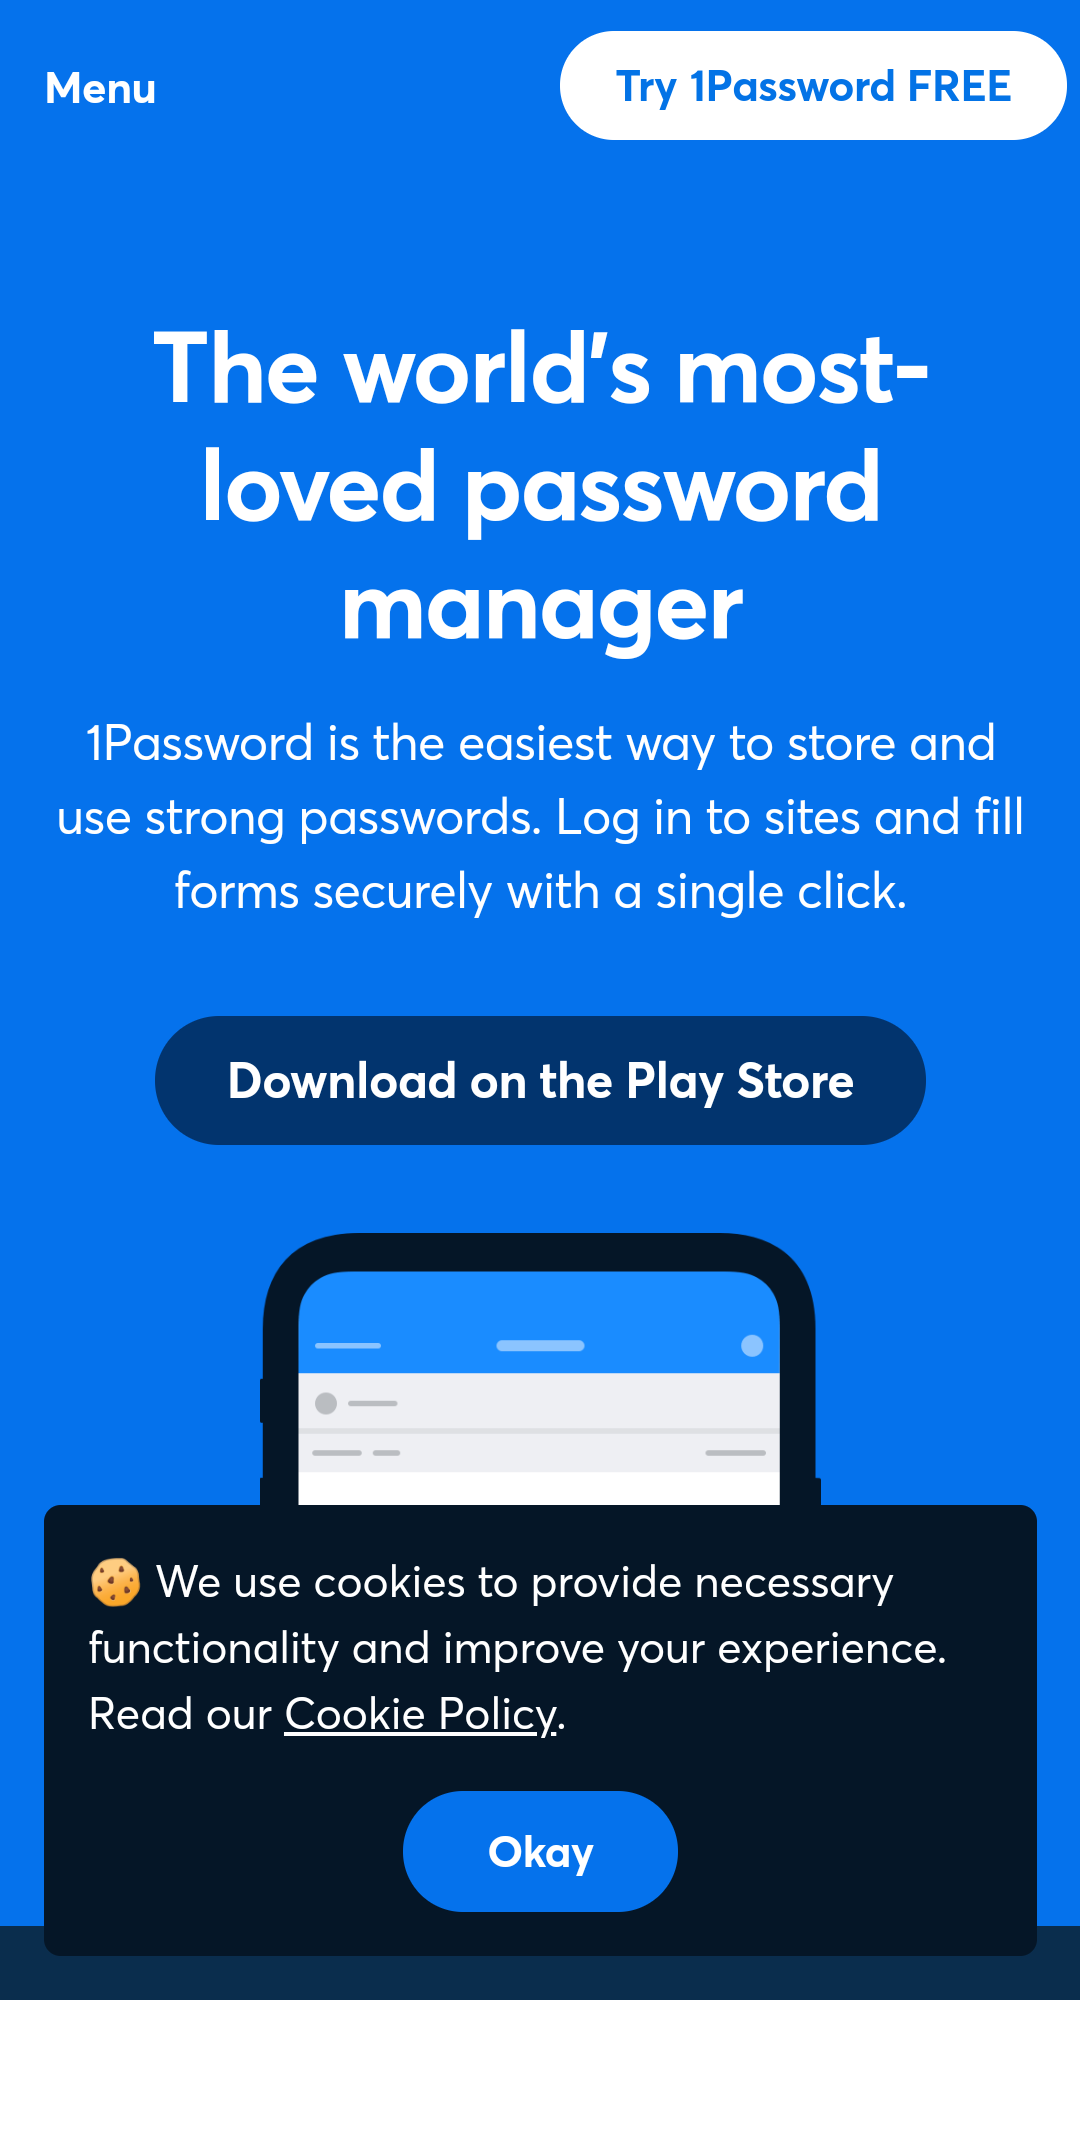 Menu
Try 1Password FREE
The world's most-
loved password
manager
1Password is the easiest way to store and
use strong passwords. Log in to sites and fill
forms securely with a single click.
Download on the Play Store
🍪 We use cookies to provide necessary
functionality and improve your experience.
Read our Cookie Policy.
Okay